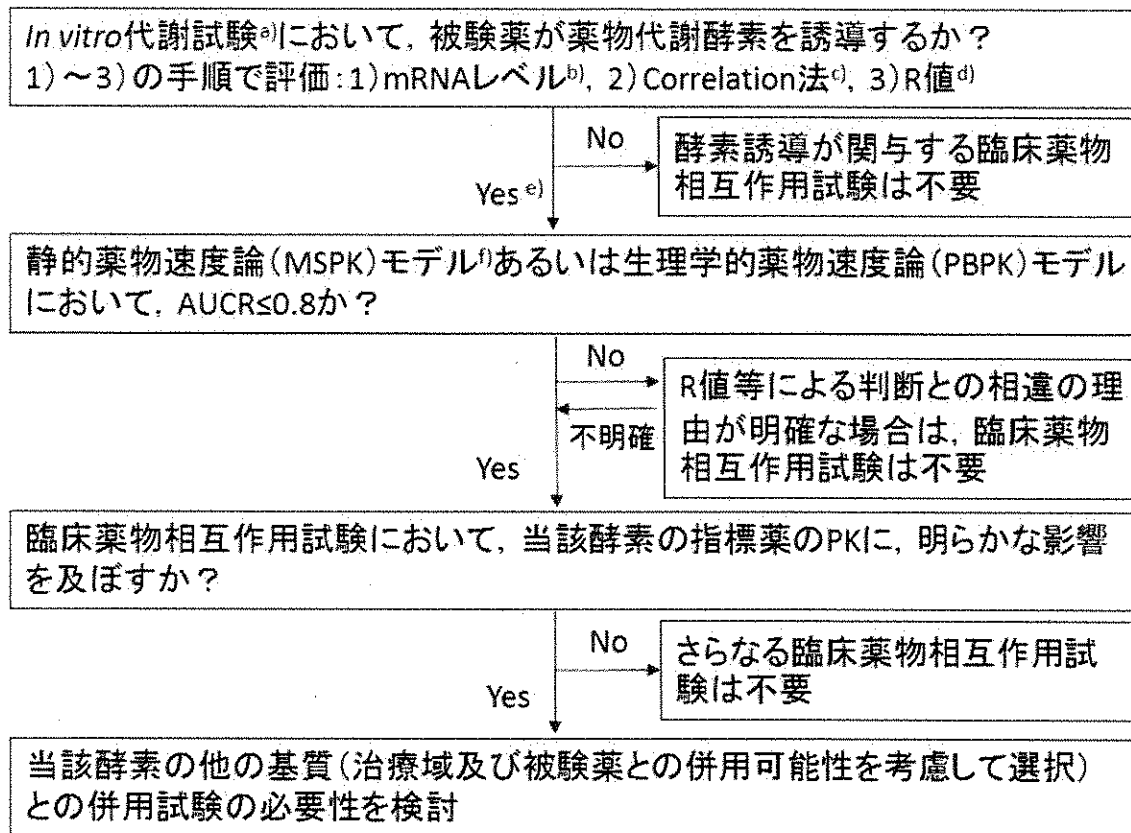 In vitro代謝試験a)において，被験薬が薬物代謝酵素を誘導するか？
1)～3)の手順で評価：1)mRNAレベルb)，2)Correlation法c)，3)R値d)
No
酵素誘導が関与する臨床薬物
相互作用試験は不要
Yes e)
静的薬物速度論(MSPK)モデルf)あるいは生理学的薬物速度論(PBPK)モデル
において，AUCR≤0.8か？
No
R値等による判断との相違の理
由が明確な場合は，臨床薬物
相互作用試験は不要
不明確
Yes
臨床薬物相互作用試験において，当該酵素の指標薬のPKに，明らかな影響
を及ぼすか？
No
さらなる臨床薬物相互作用試
験は不要
Yes
当該酵素の他の基質(治療域及び被験薬との併用可能性を考慮して選択)
との併用試験の必要性を検討